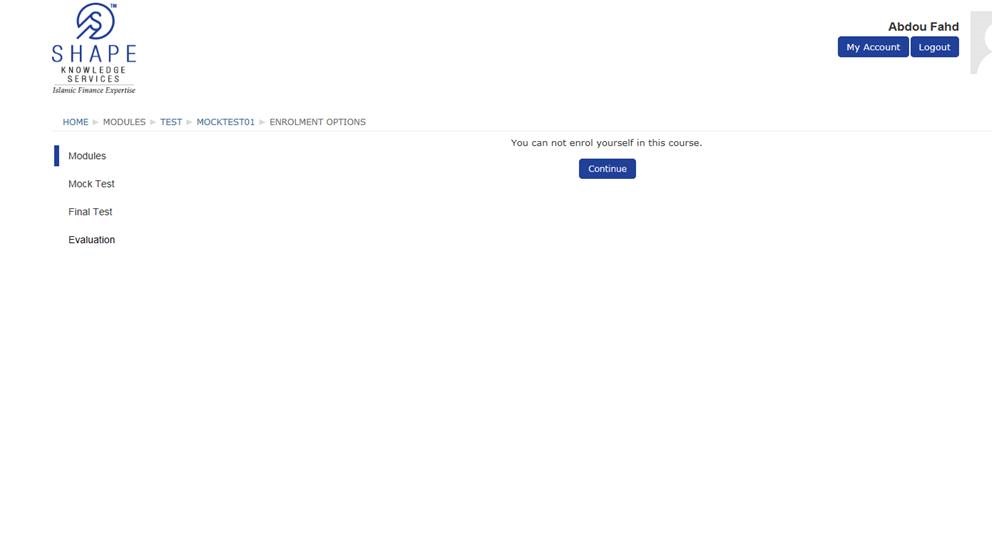 TM
SHAPE
KNOWLEDGE
SERVICES
Islamic Finance Expertise
Abdou Fahd
My Account Logout
HOME MODULES TEST MOCKTEST01 ENROLMENT OPTIONS
You can not enrol yourself in this course.
Continue
Modules
Mock Test
Final Test
Evaluation